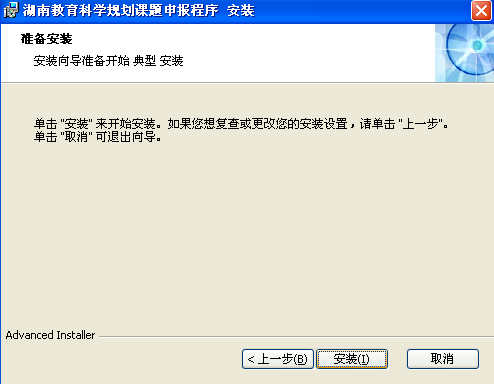 湖南教育科学规划课题申报程序 安装
准备安装
安装向导准备开始 典型 安装
单击 "安装" 来开始安装。如果您想复查或更改您的安装设置，请单击 "上一步"。
单击 "取消" 可退出向导。
Advanced Installer
< 上一步(B)
安装(I)
取消